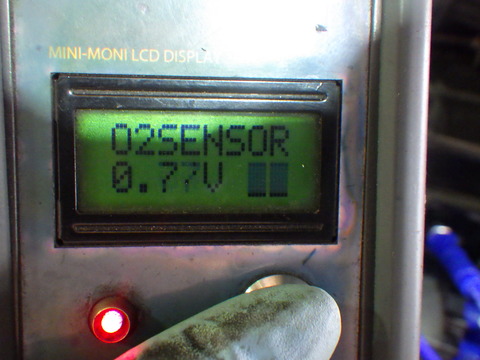 MINI-MONI LCD DISPLA
O2SENSOR
0.77V